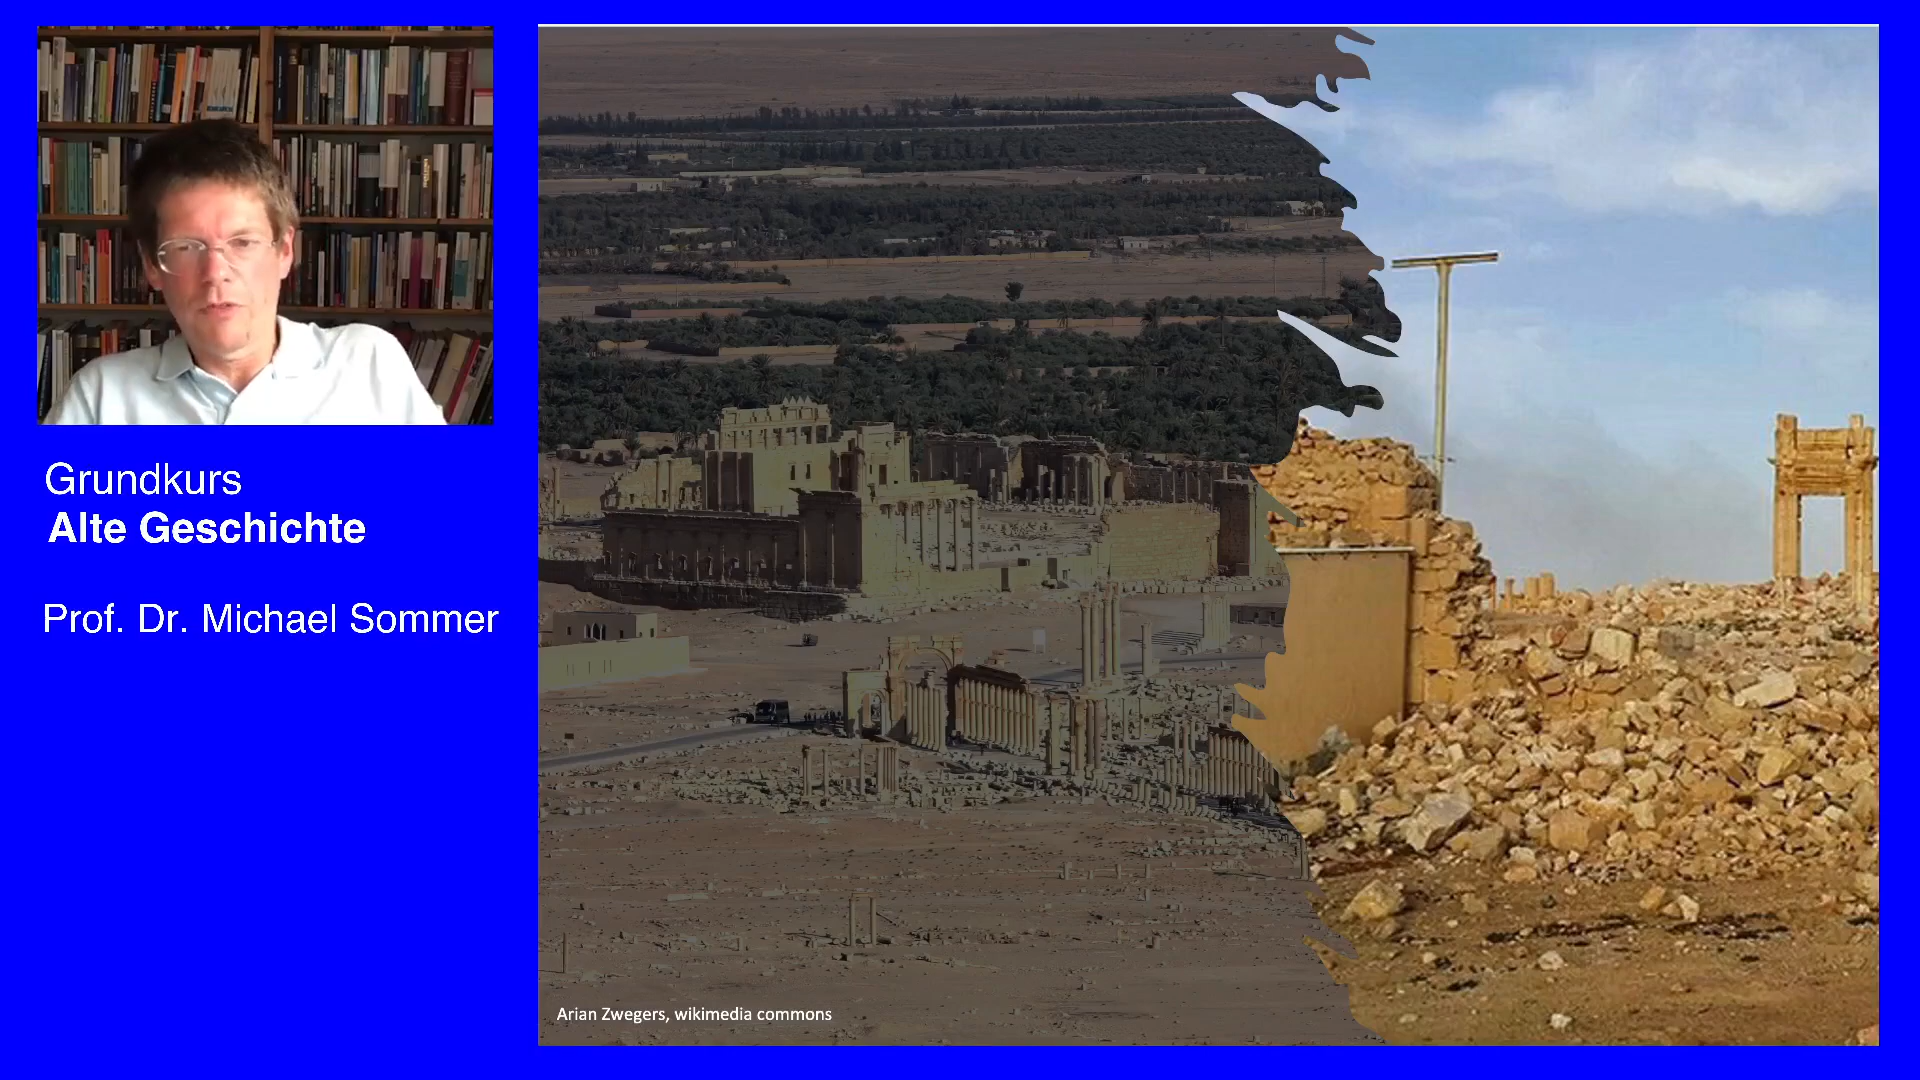 Grundkurs
Alte Geschichte
Prof. Dr. Michael Sommer
Arian Zwegers, wikimedia commons